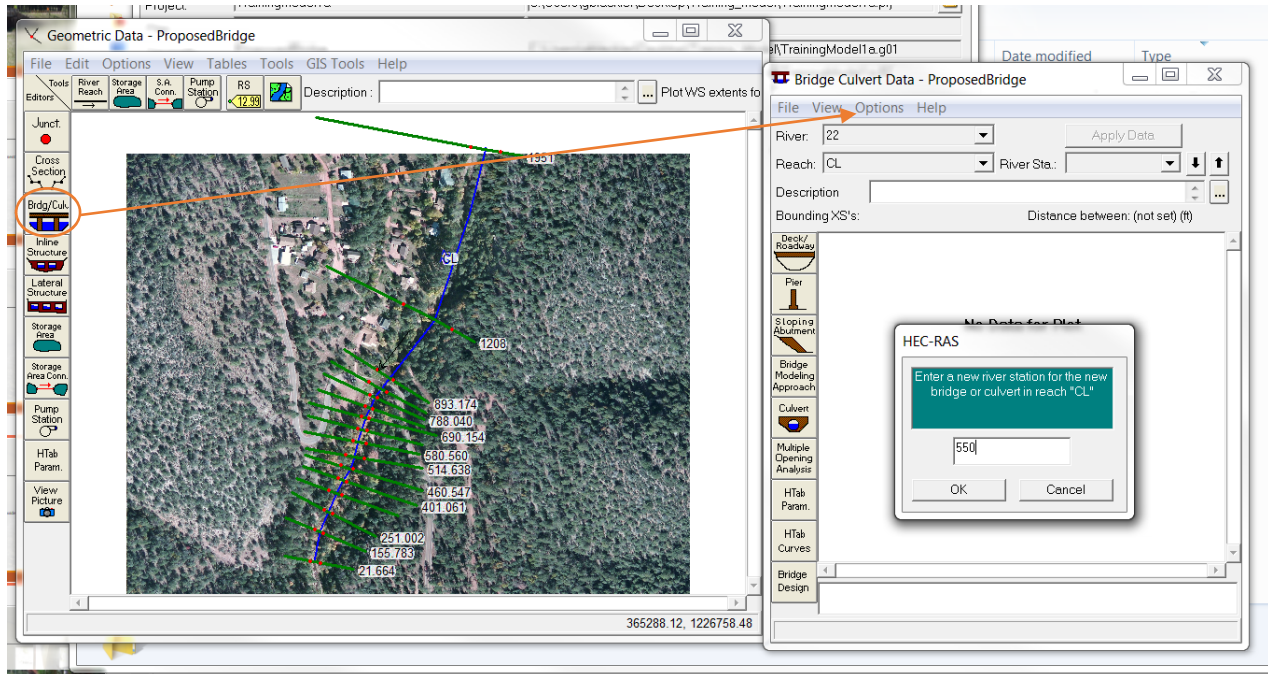 Project:
TrainingModel1a
Geometric Data - ProposedBridge
File Edit Options View Tables Tools GIS Tools Help
Tools
Editors
River
Reach
Storage
Area
S.A.
Conn.
Pump
Station
RS
12.99
Description :
...
Plot WS extents fo
Junct.
Cross
Section
Brdg/Culv
Inline
Structure
Lateral
Structure
Storage
Area
Storage
Area Conn.
Pump
Station
HTab
Param.
View
Picture
1951
CL
1208
893.174
788.040
690.154
580.560
514.638
460.547
401.061
251.002
155.783
21.664
365288.12, 1226758.48
el\TrainingModel1a.g01
Date modified Type
Bridge Culvert Data - ProposedBridge
File View Options Help
River: 22
Apply Data
Reach: CL
River Sta.:
Description
...
Bounding XS's:
Distance between: (not set) (ft)
Deck/
Roadway
Pier
Sloping
Abutment
Bridge
Modeling
Approach
Culvert
Multiple
Opening
Analysis
HTab
Param.
HTab
Curves
Bridge
Design
No Data for Plot
HEC-RAS
Enter a new river station for the new
bridge or culvert in reach "CL"
550
OK Cancel